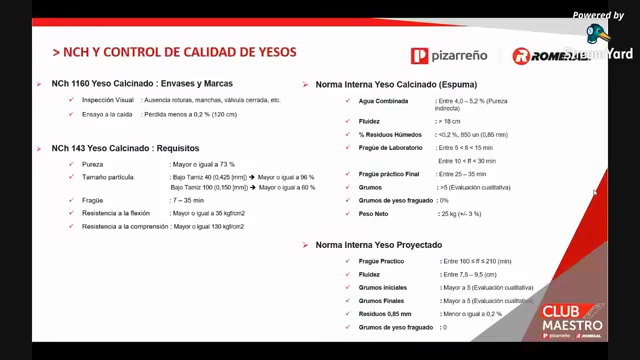 Powered by
StreamYard
> NCH Y CONTROL DE CALIDAD DE YESOS
pizarreño
ROMERAL
NCh 1160 Yeso Calcinado : Envases y Marcas
Inspección Visual : Ausencia roturas, manchas, válvula cerrada, etc.
Ensayo a la caída : Pérdida menos a 0,2 % (120 cm)
NCh 143 Yeso Calcinado : Requisitos
Pureza : Mayor o igual a 73 %
Tamaño partícula : Bajo Tamiz 40 (0,425 [mm]) → Mayor o igual a 96 %
Bajo Tamiz 100 (0,150 [mm]) → Mayor o igual a 60 %
Fragüe : 7 – 35 min
Resistencia a la flexión : Mayor o igual a 35 kgf/cm2
Resistencia a la comprensión : Mayor o igual 130 kgf/cm2
Norma Interna Yeso Calcinado (Espuma)
Agua Combinada : Entre 4,0 – 5,2 % (Pureza
indirecta)
Fluidez : > 18 cm
% Residuos Húmedos : <0,2 %, 850 un (0,85 mm)
Fragüe de Laboratorio : Entre 5 < fi < 15 min
Entre 10 < ff < 30 min
Fragüe práctico Final : Entre 25 – 35 min
Grumos : >5 (Evaluación cualitativa)
Grumos de yeso fraguado : 0%
Peso Neto : 25 kg (+/- 3 %)
Norma Interna Yeso Proyectado
Fragüe Practico : Entre 160 ≤ ff ≤ 210 (min)
Fluidez : Entre 7,5 – 9,5 (cm)
Grumos iniciales : Mayor a 5 (Evaluación cualitativa)
Grumos Finales : Mayor a 5 (Evaluación cualitativa)
Residuos 0,85 mm : Menor o igual a 0,2 %
Grumos de yeso fraguado : 0
CLUB
MAESTRO
pizarreño ROMERAL